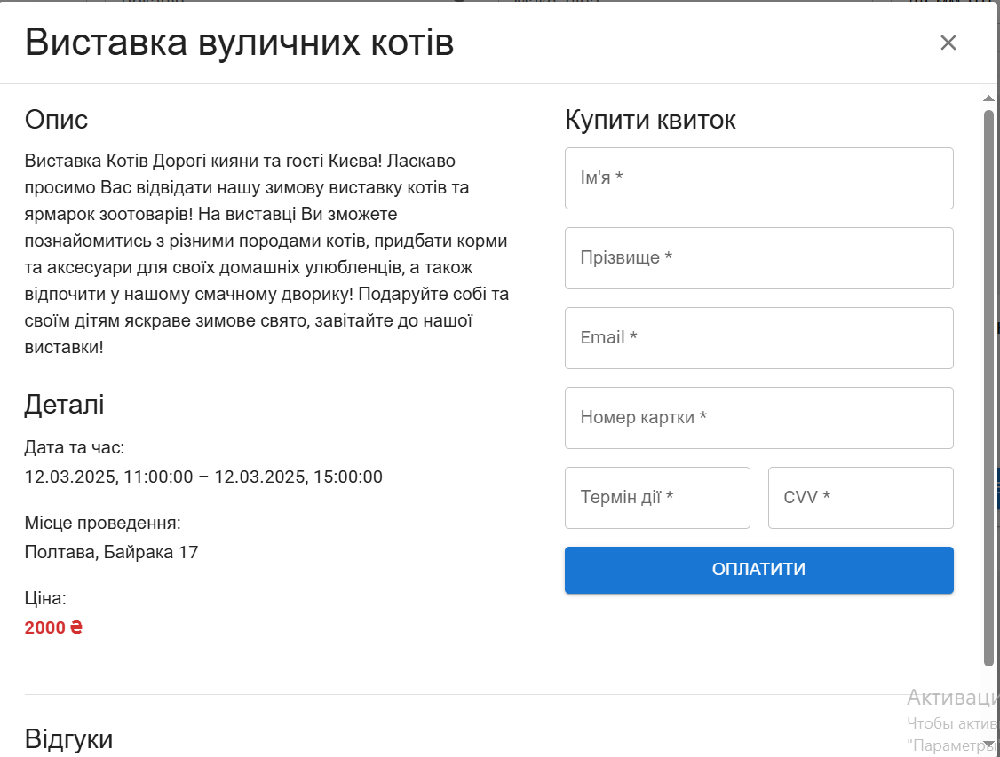 Виставка вуличних котів
Опис
Виставка Котів Дорогі кияни та гості Києва! Ласкаво
просимо Вас відвідати нашу зимову виставку котів та
ярмарок зоотоварів! На виставці Ви зможете
познайомитись з різними породами котів, придбати корми
та аксесуари для своїх домашніх улюбленців, а також
відпочити у нашому смачному дворику! Подаруйте собі та
своїм дітям яскраве зимове свято, завітайте до нашої
виставки!
Деталі
Дата та час:
12.03.2025, 11:00:00 – 12.03.2025, 15:00:00
Місце проведення:
Полтава, Байрака 17
Ціна:
2000 ₴
Купити квиток
Ім'я *
Прізвище *
Email *
Номер картки *
Термін дії *
CVV *
ОПЛАТИТИ
Відгуки
Активаци
Чтобы актив
"Параметры